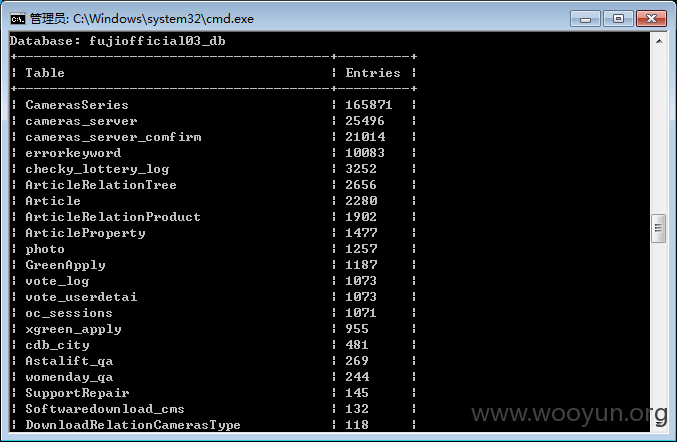 管理员: C:\Windows\system32\cmd.exe
Database: fujiofficial03_db
+--------------------------------------+---------+
| Table | Entries |
+--------------------------------------+---------+
| CamerasSeries | 165871 |
| cameras_server | 25496 |
| cameras_server_comfirm | 21014 |
| errorkeyword | 10083 |
| checky_lottery_log | 3252 |
| ArticleRelationTree | 2656 |
| Article | 2280 |
| ArticleRelationProduct | 1902 |
| ArticleProperty | 1477 |
| photo | 1257 |
| GreenApply | 1187 |
| vote_log | 1073 |
| vote_userdetai | 1073 |
| oc_sessions | 1071 |
| xgreen_apply | 955 |
| cdb_city | 481 |
| Astalift_qa | 269 |
| womenday_qa | 244 |
| SupportRepair | 145 |
| Softwaredownload_cms | 132 |
| DownloadRelationCamerasType | 118 |
www.wooyun.org